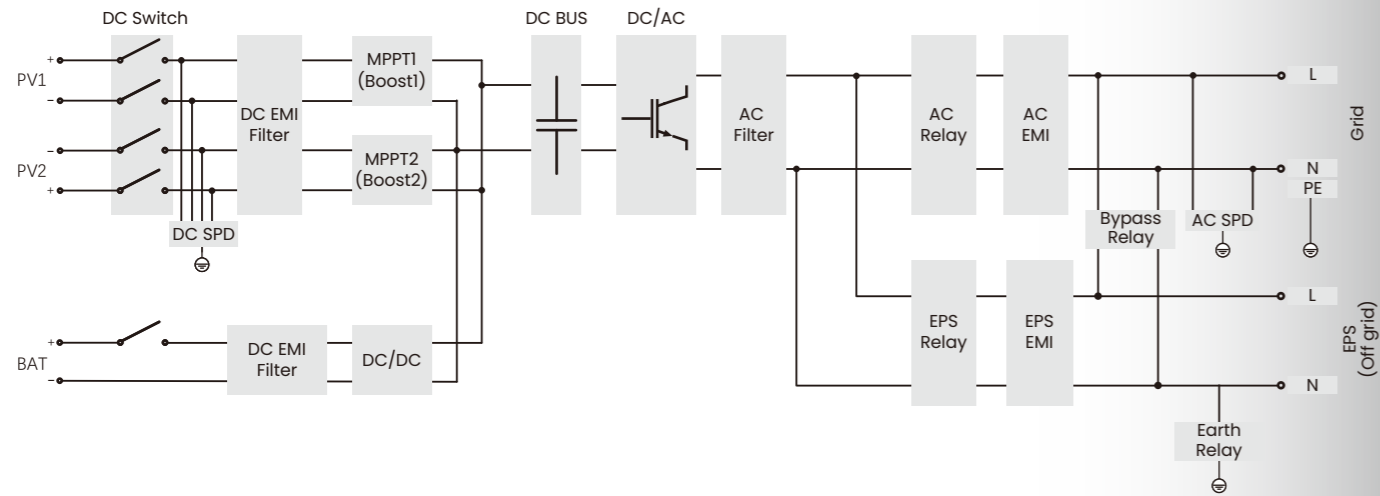 DC Switch
DC BUS
DC/AC
+
PV1
−
−
PV2
+
DC EMI
Filter
MPPT1
(Boost1)
MPPT2
(Boost2)
DC SPD
AC
Filter
AC
Relay
AC
EMI
L
Grid
N
PE
Bypass
Relay
AC SPD
+
BAT
−
DC EMI
Filter
DC/DC
EPS
Relay
EPS
EMI
L
EPS
(Off grid)
N
Earth
Relay